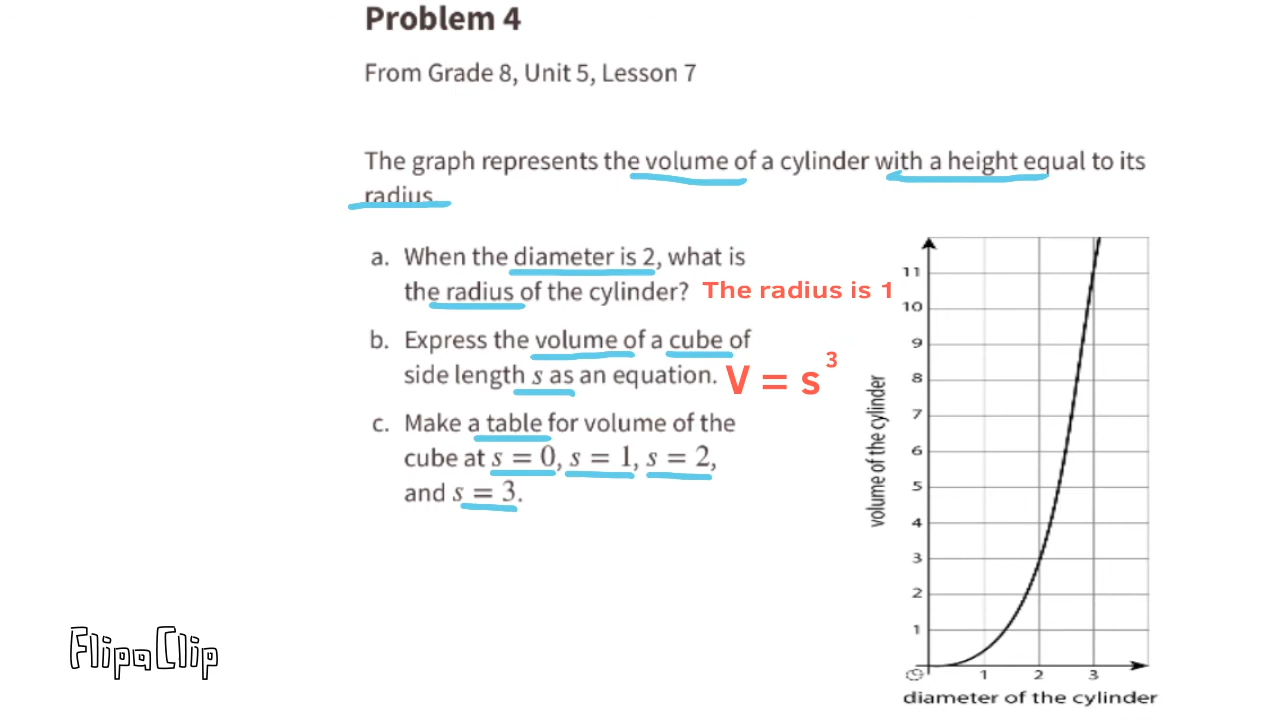 Problem 4
From Grade 8, Unit 5, Lesson 7
The graph represents the volume of a cylinder with a height equal to its
radius.
a. When the diameter is 2, what is
the radius of the cylinder? The radius is 1
b. Express the volume of a cube of
side length s as an equation. V = s³
c. Make a table for volume of the
cube at s = 0, s = 1, s = 2,
and s = 3.
11
10
9
8
7
6
5
4
3
2
1
volume of the cylinder
0
1 2 3
diameter of the cylinder
FlipaClip